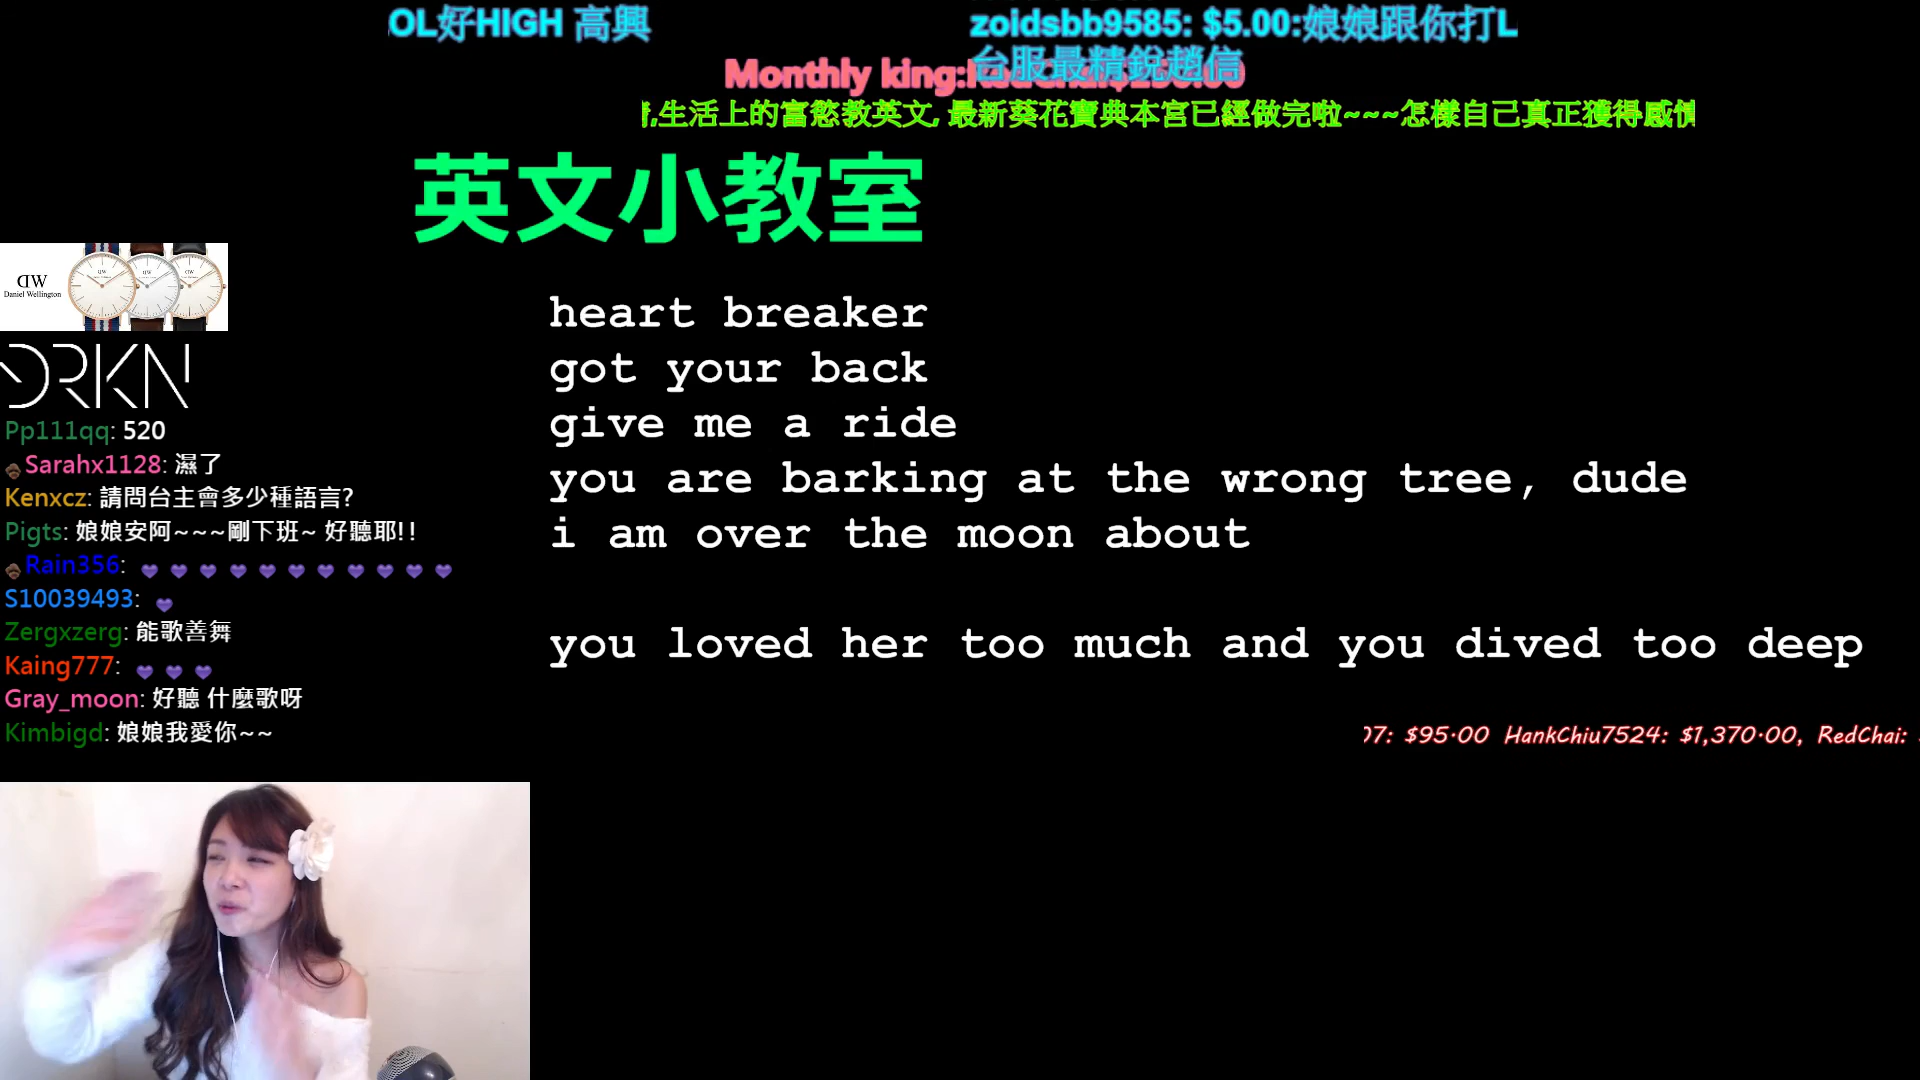 OL好HIGH 高興
zoidsbb9585: $5.00:娘娘跟你打L
台服最精銳趙信
Monthly king:
,生活上的富慾教英文, 最新葵花寶典本宮已經做完啦~~~怎樣自己真正獲得感情
英文小教室
DW
Daniel Wellington
DRKN
heart breaker
got your back
give me a ride
you are barking at the wrong tree, dude
i am over the moon about
you loved her too much and you dived too deep
Pp111qq: 520
Sarahx1128: 濕了
Kenxcz: 請問台主會多少種語言?
Pigts: 娘娘安阿~~~剛下班~ 好聽耶!!
Rain356:
S10039493:
Zergxzerg: 能歌善舞
Kaing777:
Gray_moon: 好聽 什麼歌呀
Kimbigd: 娘娘我愛你~~
07: $95.00 HankChiu7524: $1,370.00, RedChai: